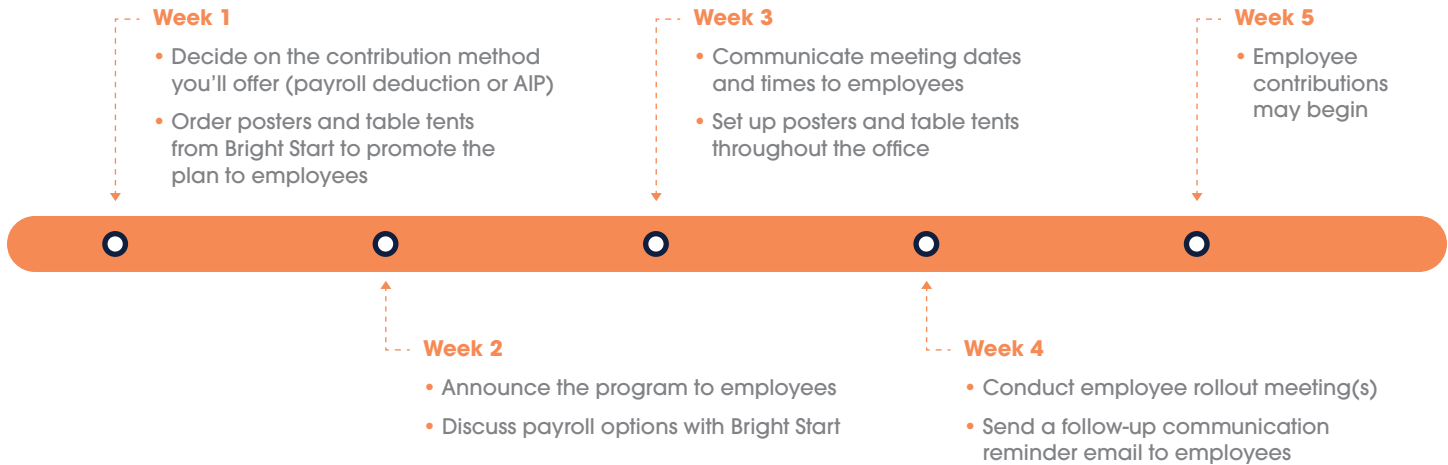 Week 1
• Decide on the contribution method
you'll offer (payroll deduction or AIP)
• Order posters and table tents
from Bright Start to promote the
plan to employees
Week 2
• Announce the program to employees
• Discuss payroll options with Bright Start
Week 3
• Communicate meeting dates
and times to employees
• Set up posters and table tents
throughout the office
Week 4
• Conduct employee rollout meeting(s)
• Send a follow-up communication
reminder email to employees
Week 5
• Employee
contributions
may begin